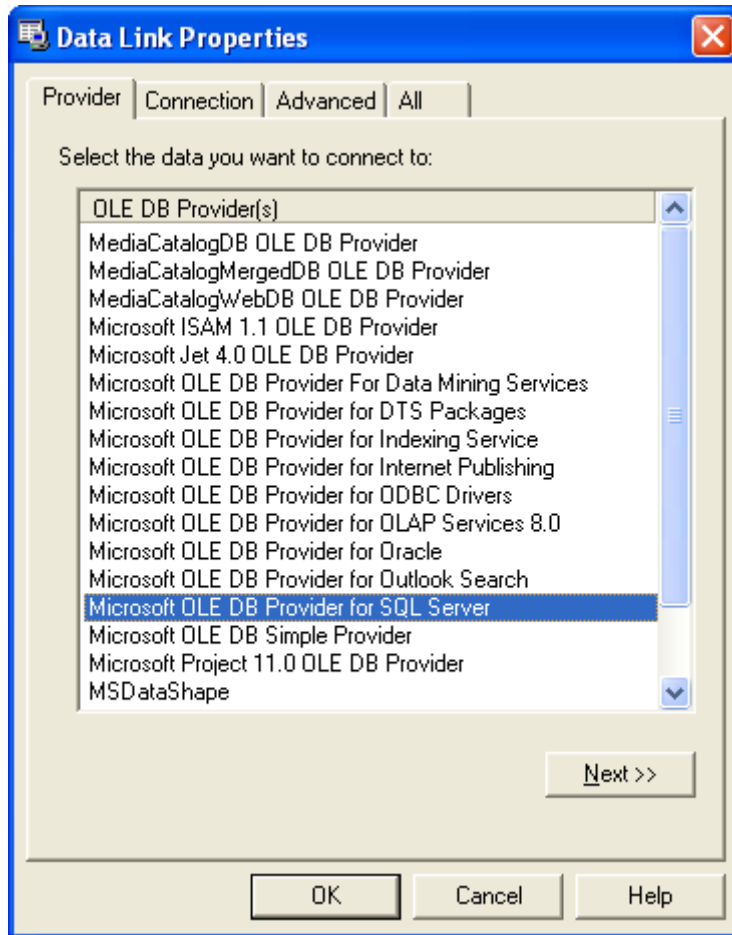 Data Link Properties
Provider Connection Advanced All
Select the data you want to connect to:
OLE DB Provider(s)
MediaCatalogDB OLE DB Provider
MediaCatalogMergedDB OLE DB Provider
MediaCatalogWebDB OLE DB Provider
Microsoft ISAM 1.1 OLE DB Provider
Microsoft Jet 4.0 OLE DB Provider
Microsoft OLE DB Provider For Data Mining Services
Microsoft OLE DB Provider for DTS Packages
Microsoft OLE DB Provider for Indexing Service
Microsoft OLE DB Provider for Internet Publishing
Microsoft OLE DB Provider for ODBC Drivers
Microsoft OLE DB Provider for OLAP Services 8.0
Microsoft OLE DB Provider for Oracle
Microsoft OLE DB Provider for Outlook Search
Microsoft OLE DB Provider for SQL Server
Microsoft OLE DB Simple Provider
Microsoft Project 11.0 OLE DB Provider
MSDataShape
Next >>
OK Cancel Help